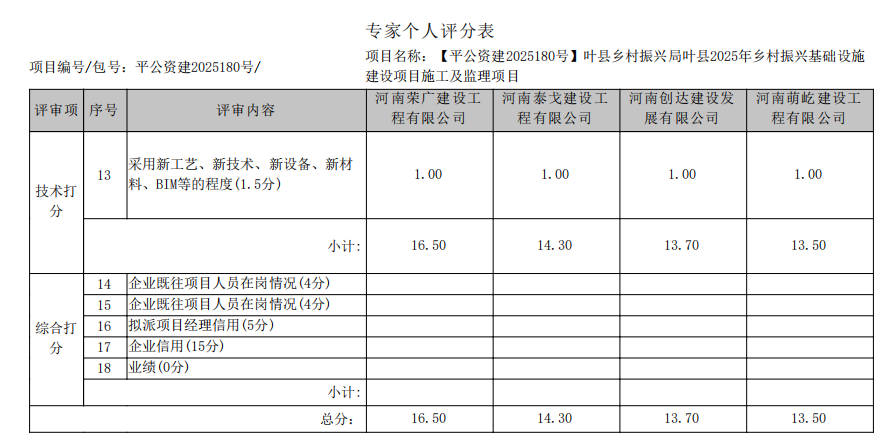 专家个人评分表
项目编号/包号: 平公资建2025180号/
项目名称: 【平公资建2025180号】叶县乡村振兴局叶县2025年乡村振兴基础设施
建设项目施工及监理项目
评审项 序号 评审内容 河南荣广建设工 河南泰戈建设工 河南创达建设发 河南萌屹建设工
程有限公司 程有限公司 展有限公司 程有限公司
技术打
分
13 采用新工艺、新技术、新设备、新材
料、BIM等的程度(1.5分)
1.00 1.00 1.00 1.00
小计: 16.50 14.30 13.70 13.50
综合打
分
14 企业既往项目人员在岗情况(4分)
15 企业既往项目人员在岗情况(4分)
16 拟派项目经理信用(5分)
17 企业信用(15分)
18 业绩(0分)
小计:
总分: 16.50 14.30 13.70 13.50